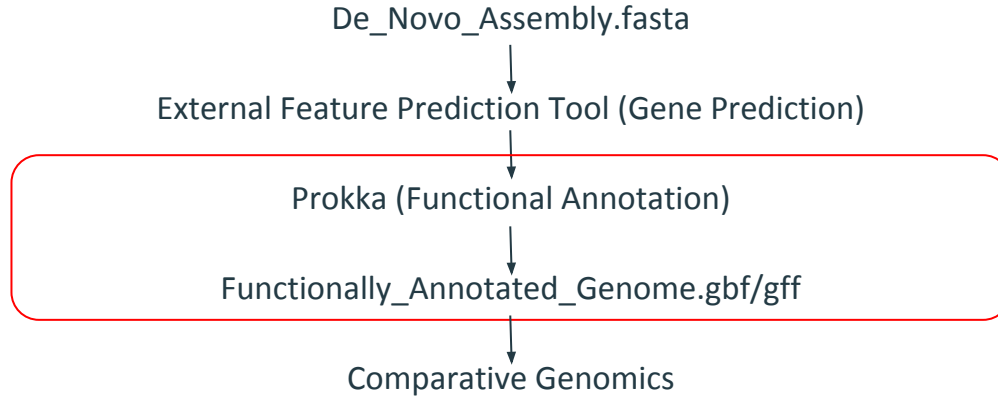 De_Novo_Assembly.fasta
External Feature Prediction Tool (Gene Prediction)
Prokka (Functional Annotation)
Functionally_Annotated_Genome.gbf/gff
Comparative Genomics